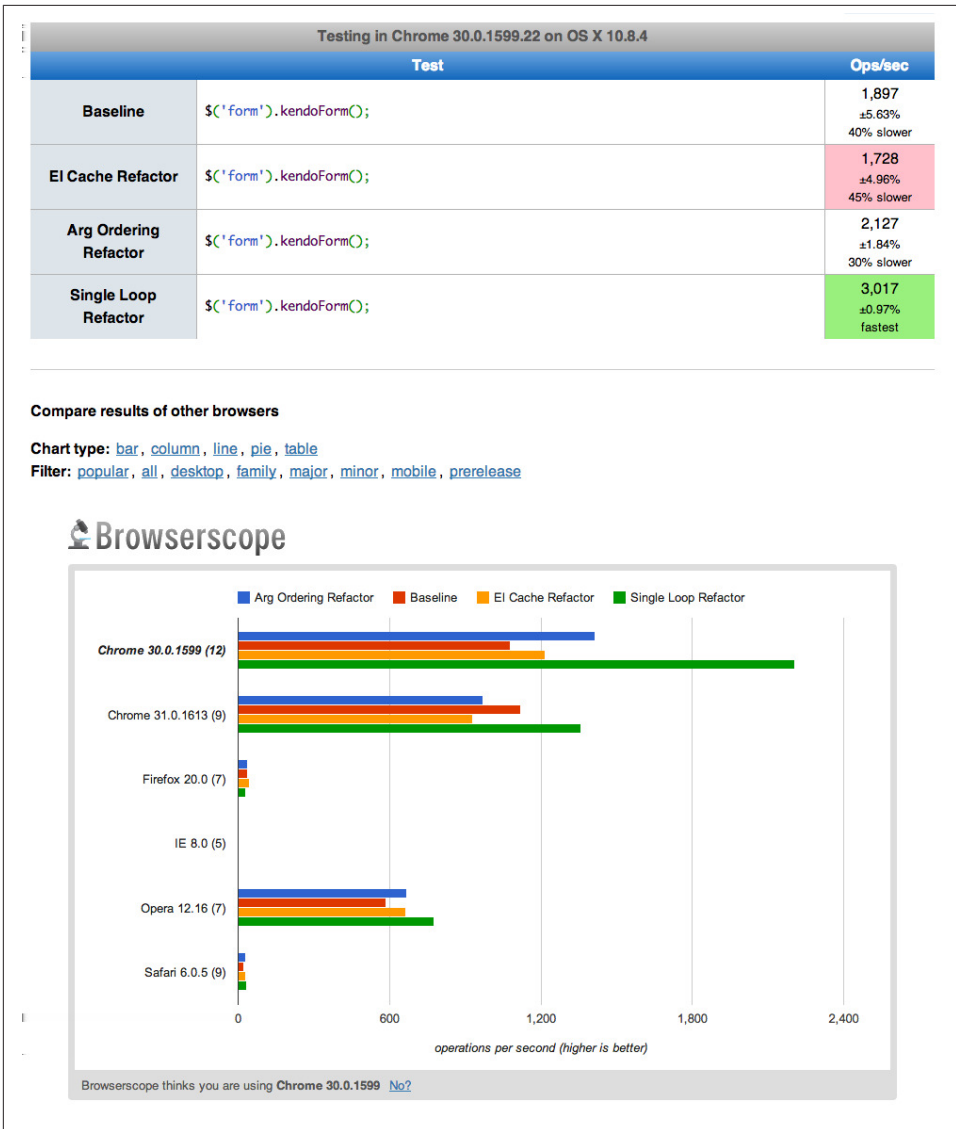 Testing in Chrome 30.0.1599.22 on OS X 10.8.4
Test Ops/sec
Baseline $('form').kendoForm(); 1,897
±5.63%
40% slower
El Cache Refactor $('form').kendoForm(); 1,728
±4.96%
45% slower
Arg Ordering Refactor $('form').kendoForm(); 2,127
±1.84%
30% slower
Single Loop Refactor $('form').kendoForm(); 3,017
±0.97%
fastest
Compare results of other browsers
Chart type: bar, column, line, pie, table
Filter: popular, all, desktop, family, major, minor, mobile, prerelease
Browserscope
Arg Ordering Refactor Baseline El Cache Refactor Single Loop Refactor
Chrome 30.0.1599 (12)
Chrome 31.0.1613 (9)
Firefox 20.0 (7)
IE 8.0 (5)
Opera 12.16 (7)
Safari 6.0.5 (9)
0 600 1,200 1,800 2,400
operations per second (higher is better)
Browserscope thinks you are using Chrome 30.0.1599 No?